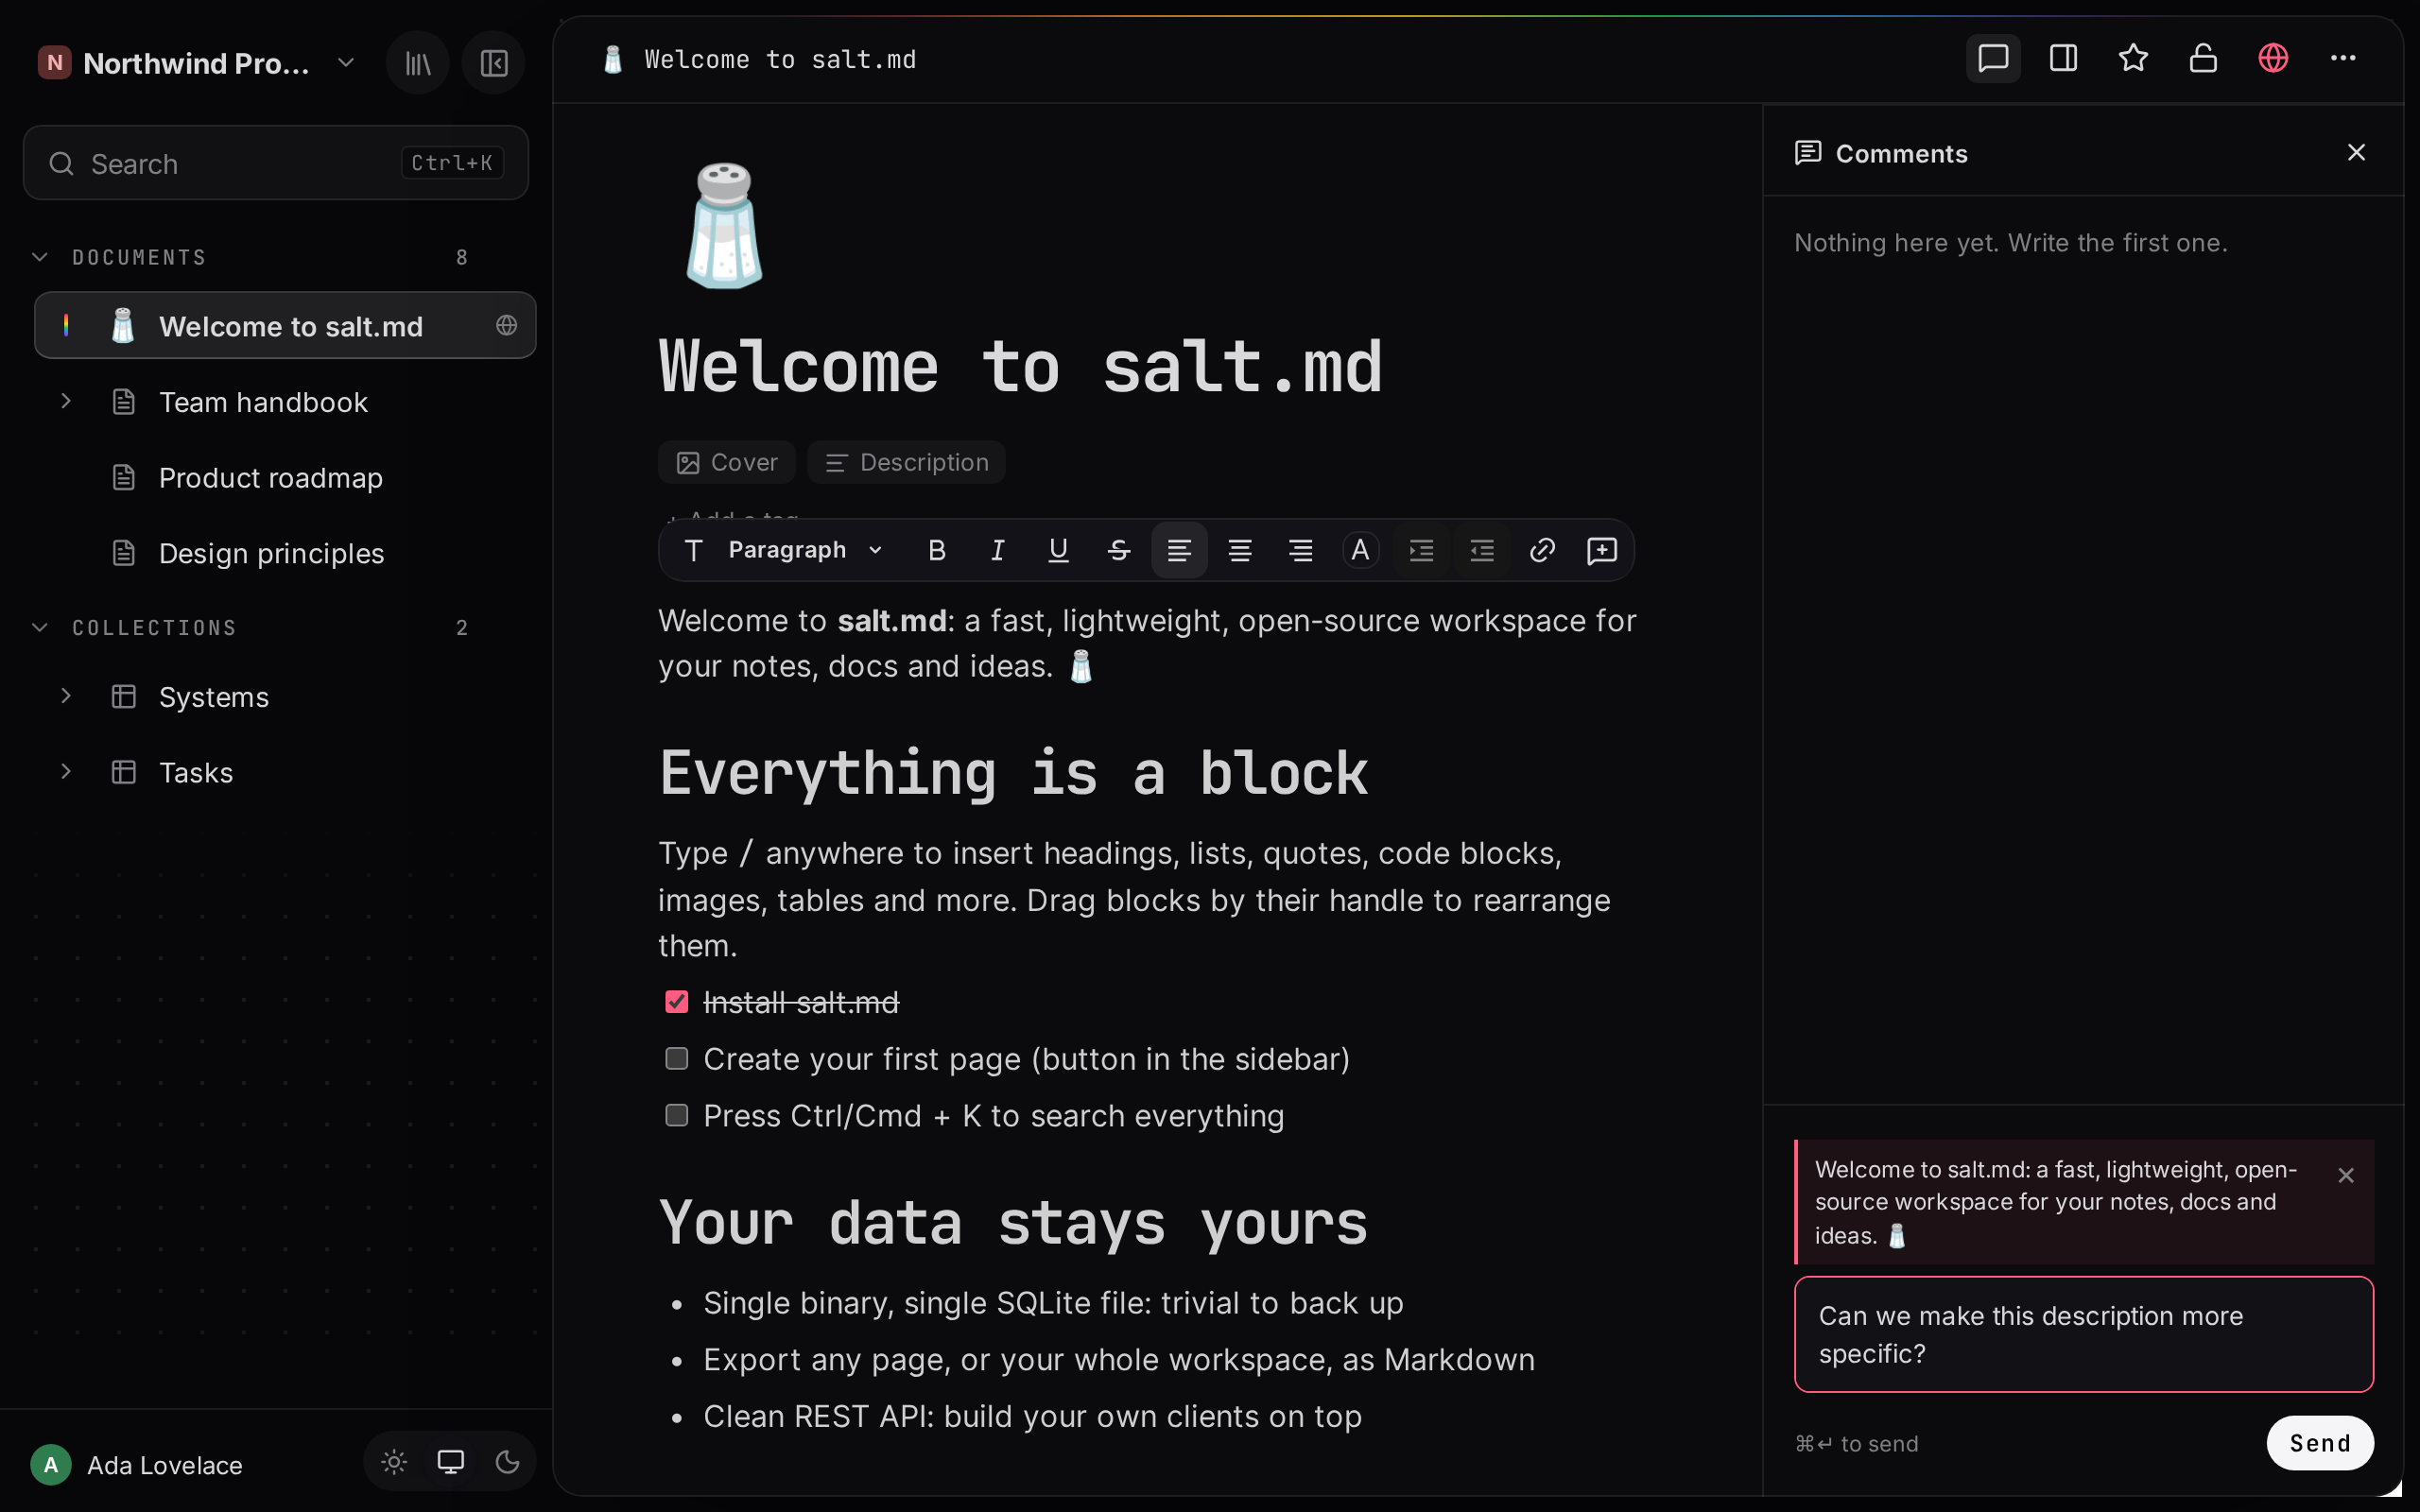 N Northwind Pro...
Search Ctrl+K
DOCUMENTS 8
Welcome to salt.md
Team handbook
Product roadmap
Design principles
COLLECTIONS 2
Systems
Tasks
A Ada Lovelace
Welcome to salt.md
Welcome to salt.md
Cover Description
+ Add a tag
T Paragraph B I U S A
Welcome to salt.md: a fast, lightweight, open-source workspace for
your notes, docs and ideas.
Everything is a block
Type / anywhere to insert headings, lists, quotes, code blocks,
images, tables and more. Drag blocks by their handle to rearrange
them.
Install salt.md
Create your first page (button in the sidebar)
Press Ctrl/Cmd + K to search everything
Your data stays yours
• Single binary, single SQLite file: trivial to back up
• Export any page, or your whole workspace, as Markdown
• Clean REST API: build your own clients on top
Comments
Nothing here yet. Write the first one.
Welcome to salt.md: a fast, lightweight, open-
source workspace for your notes, docs and
ideas.
Can we make this description more
specific?
⌘↵ to send
Send